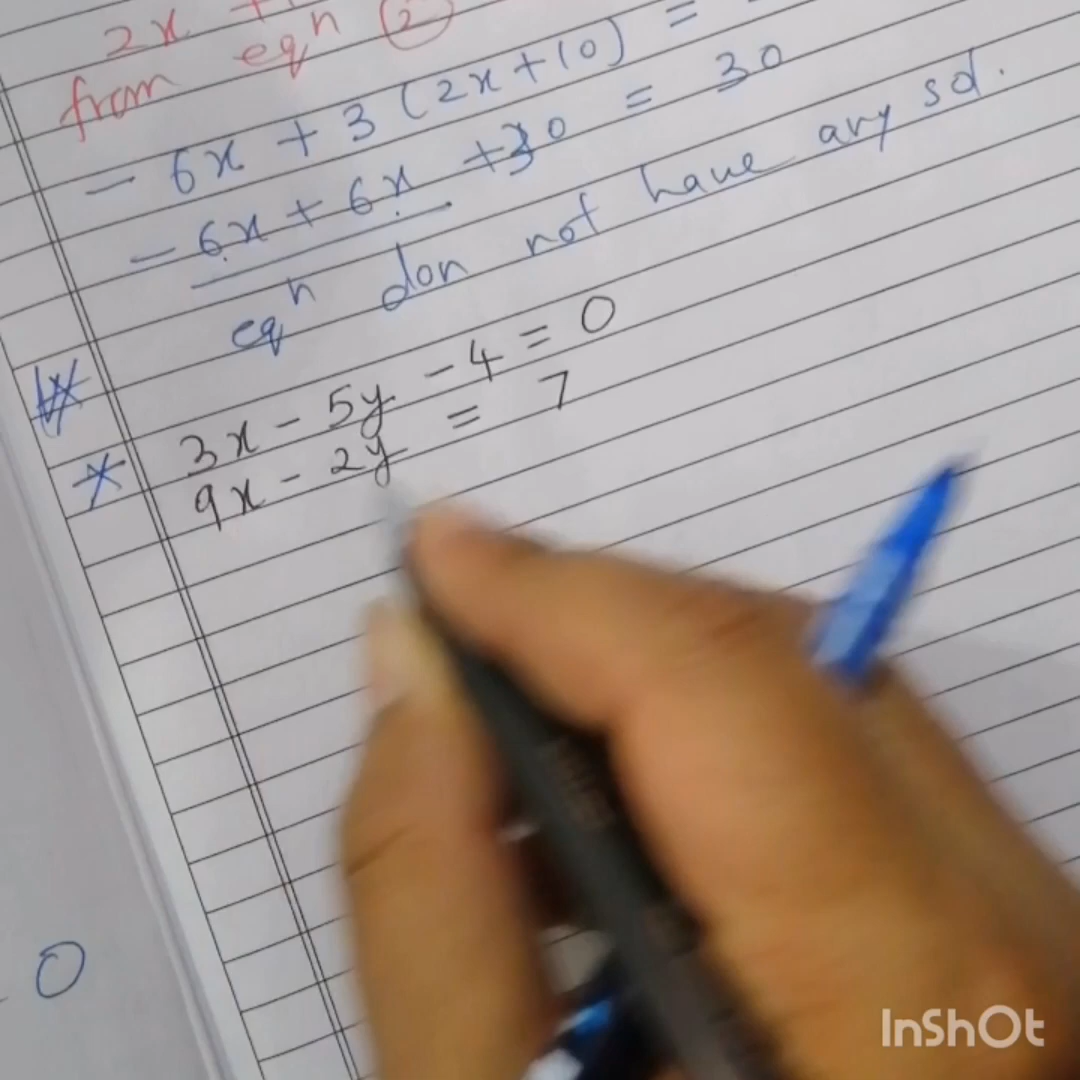 2x +
from eqn ②
- 6x + 3 (2x + 10) =
- 6x + 6x + 30 = 30
eqn don not have any sol.
* 3x - 5y - 4 = 0
9x - 2y = 7
0
InShOt